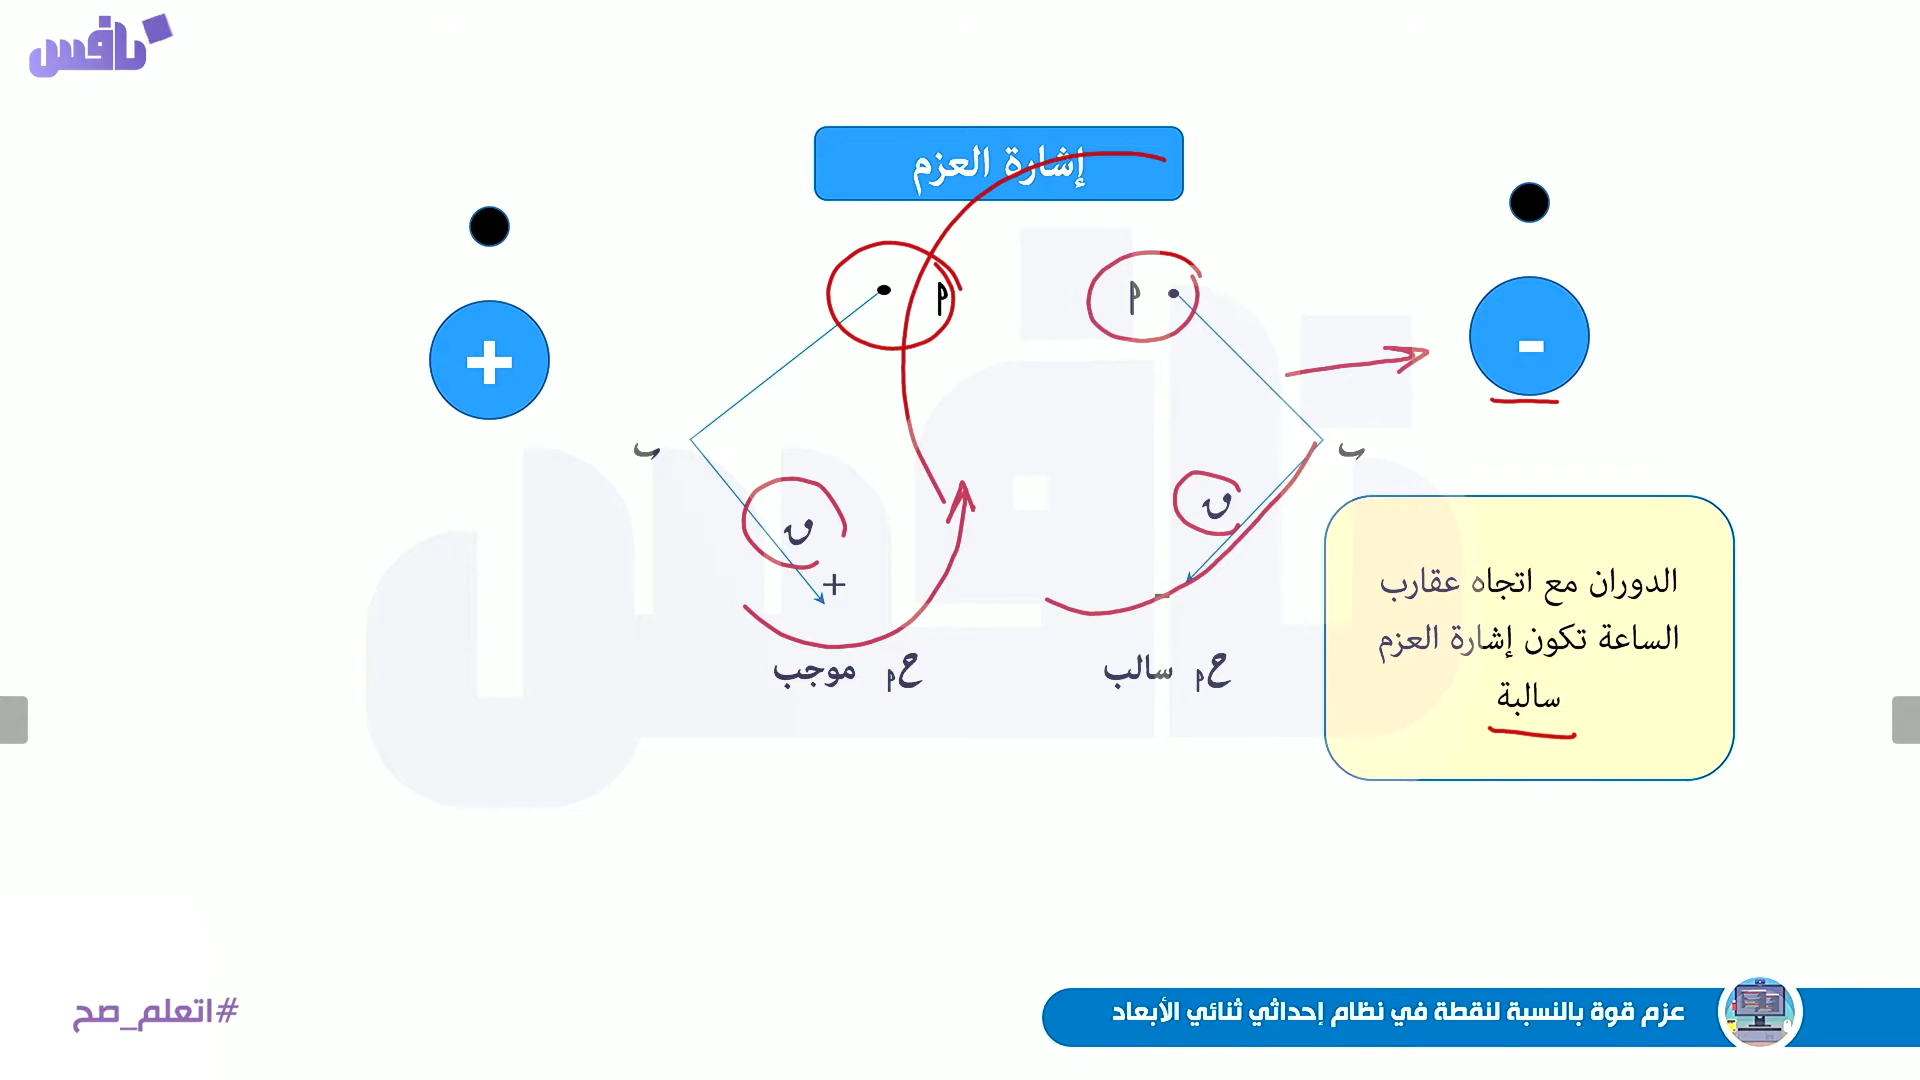 نافس
إشارة العزم
م
م
-
+
ب
ب
ق
ق
+
-
الدوران مع اتجاه عقارب
الساعة تكون إشارة العزم
سالبة
ح م سالب
ح م موجب
عزم قوة بالنسبة لنقطة في نظام إحداثي ثنائي الأبعاد
#اتعلم_صح